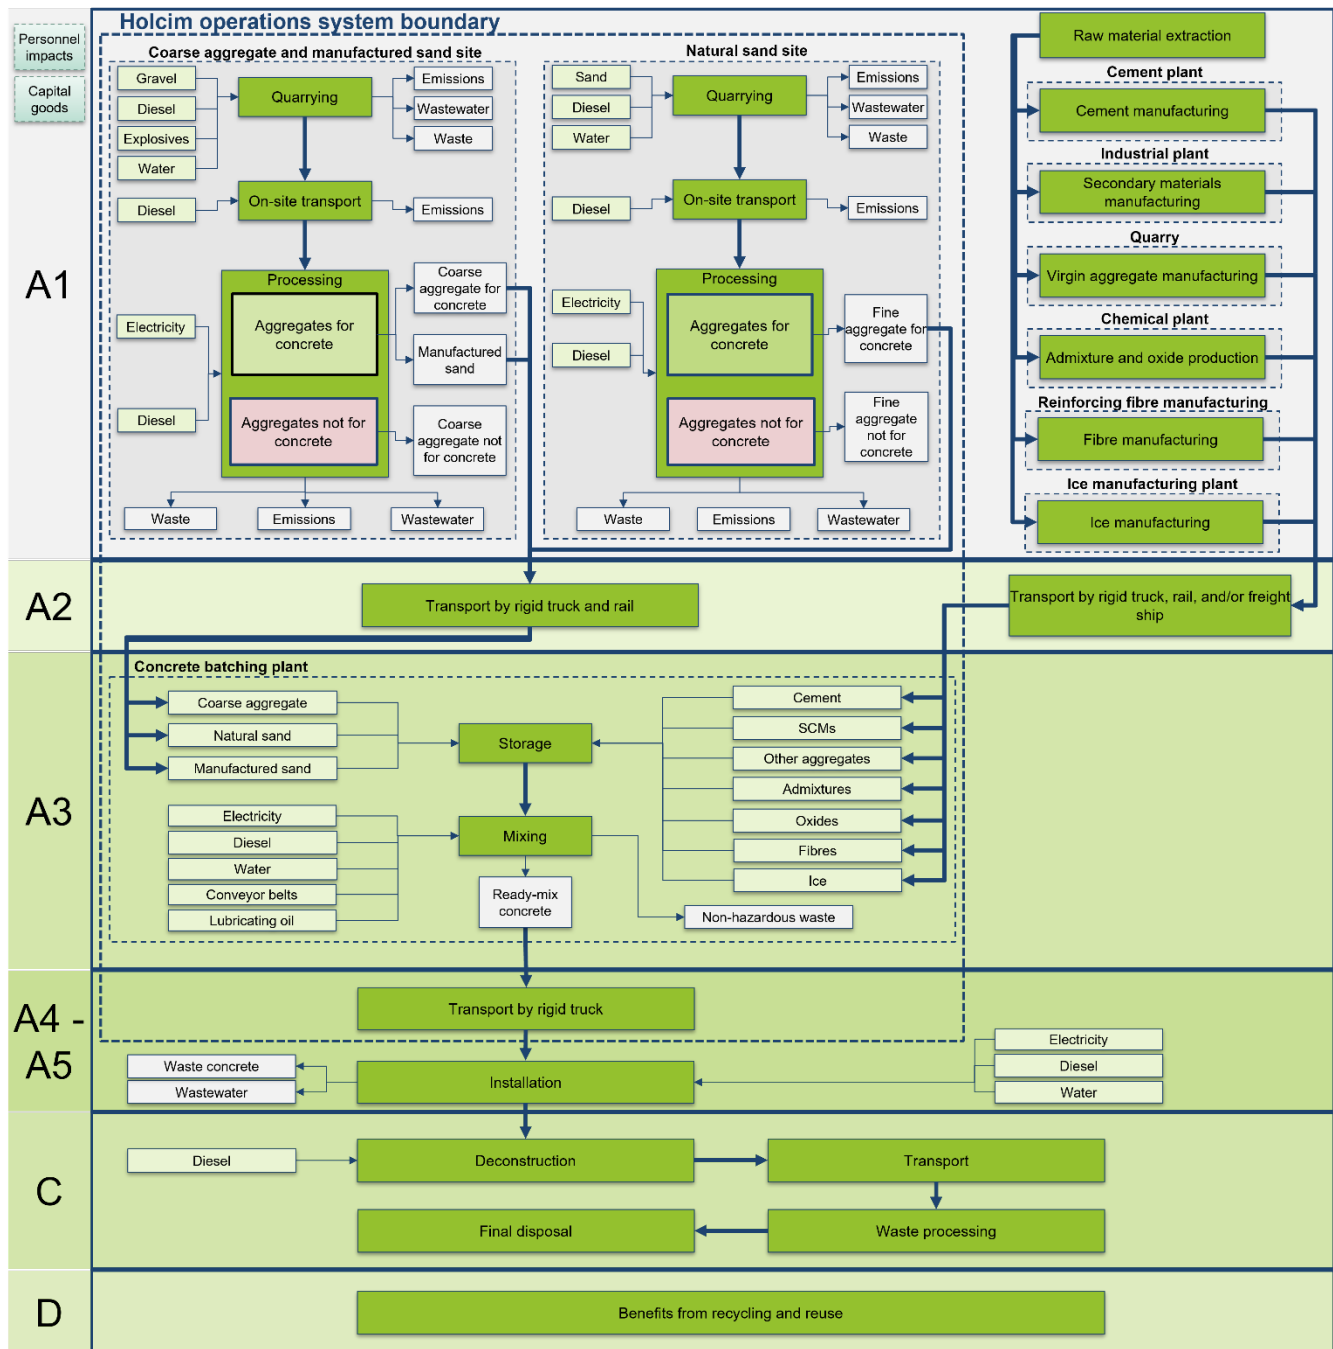 Personnel
impacts
Capital
goods
Holcim operations system boundary
A1
Coarse aggregate and manufactured sand site
Gravel
Diesel
Explosives
Water
Quarrying
Emissions
Wastewater
Waste
Diesel
On-site transport
Emissions
Electricity
Diesel
Processing
Aggregates for
concrete
Aggregates not for
concrete
Coarse
aggregate for
concrete
Manufactured
sand
Coarse
aggregate not
for concrete
Waste
Emissions
Wastewater
Natural sand site
Sand
Diesel
Water
Quarrying
Emissions
Wastewater
Waste
Diesel
On-site transport
Emissions
Electricity
Diesel
Processing
Aggregates for
concrete
Aggregates not for
concrete
Fine
aggregate for
concrete
Fine
aggregate
not for
concrete
Waste
Emissions
Wastewater
Raw material extraction
Cement plant
Cement manufacturing
Industrial plant
Secondary materials
manufacturing
Quarry
Virgin aggregate manufacturing
Chemical plant
Admixture and oxide production
Reinforcing fibre manufacturing
Fibre manufacturing
Ice manufacturing plant
Ice manufacturing
A2
Transport by rigid truck and rail
Transport by rigid truck, rail, and/or freight
ship
A3
Concrete batching plant
Coarse aggregate
Natural sand
Manufactured sand
Electricity
Diesel
Water
Conveyor belts
Lubricating oil
Storage
Mixing
Ready-mix
concrete
Cement
SCMs
Other aggregates
Admixtures
Oxides
Fibres
Ice
Non-hazardous waste
A4 -
A5
Transport by rigid truck
Waste concrete
Wastewater
Installation
Electricity
Diesel
Water
C
Diesel
Deconstruction
Transport
Final disposal
Waste processing
D
Benefits from recycling and reuse